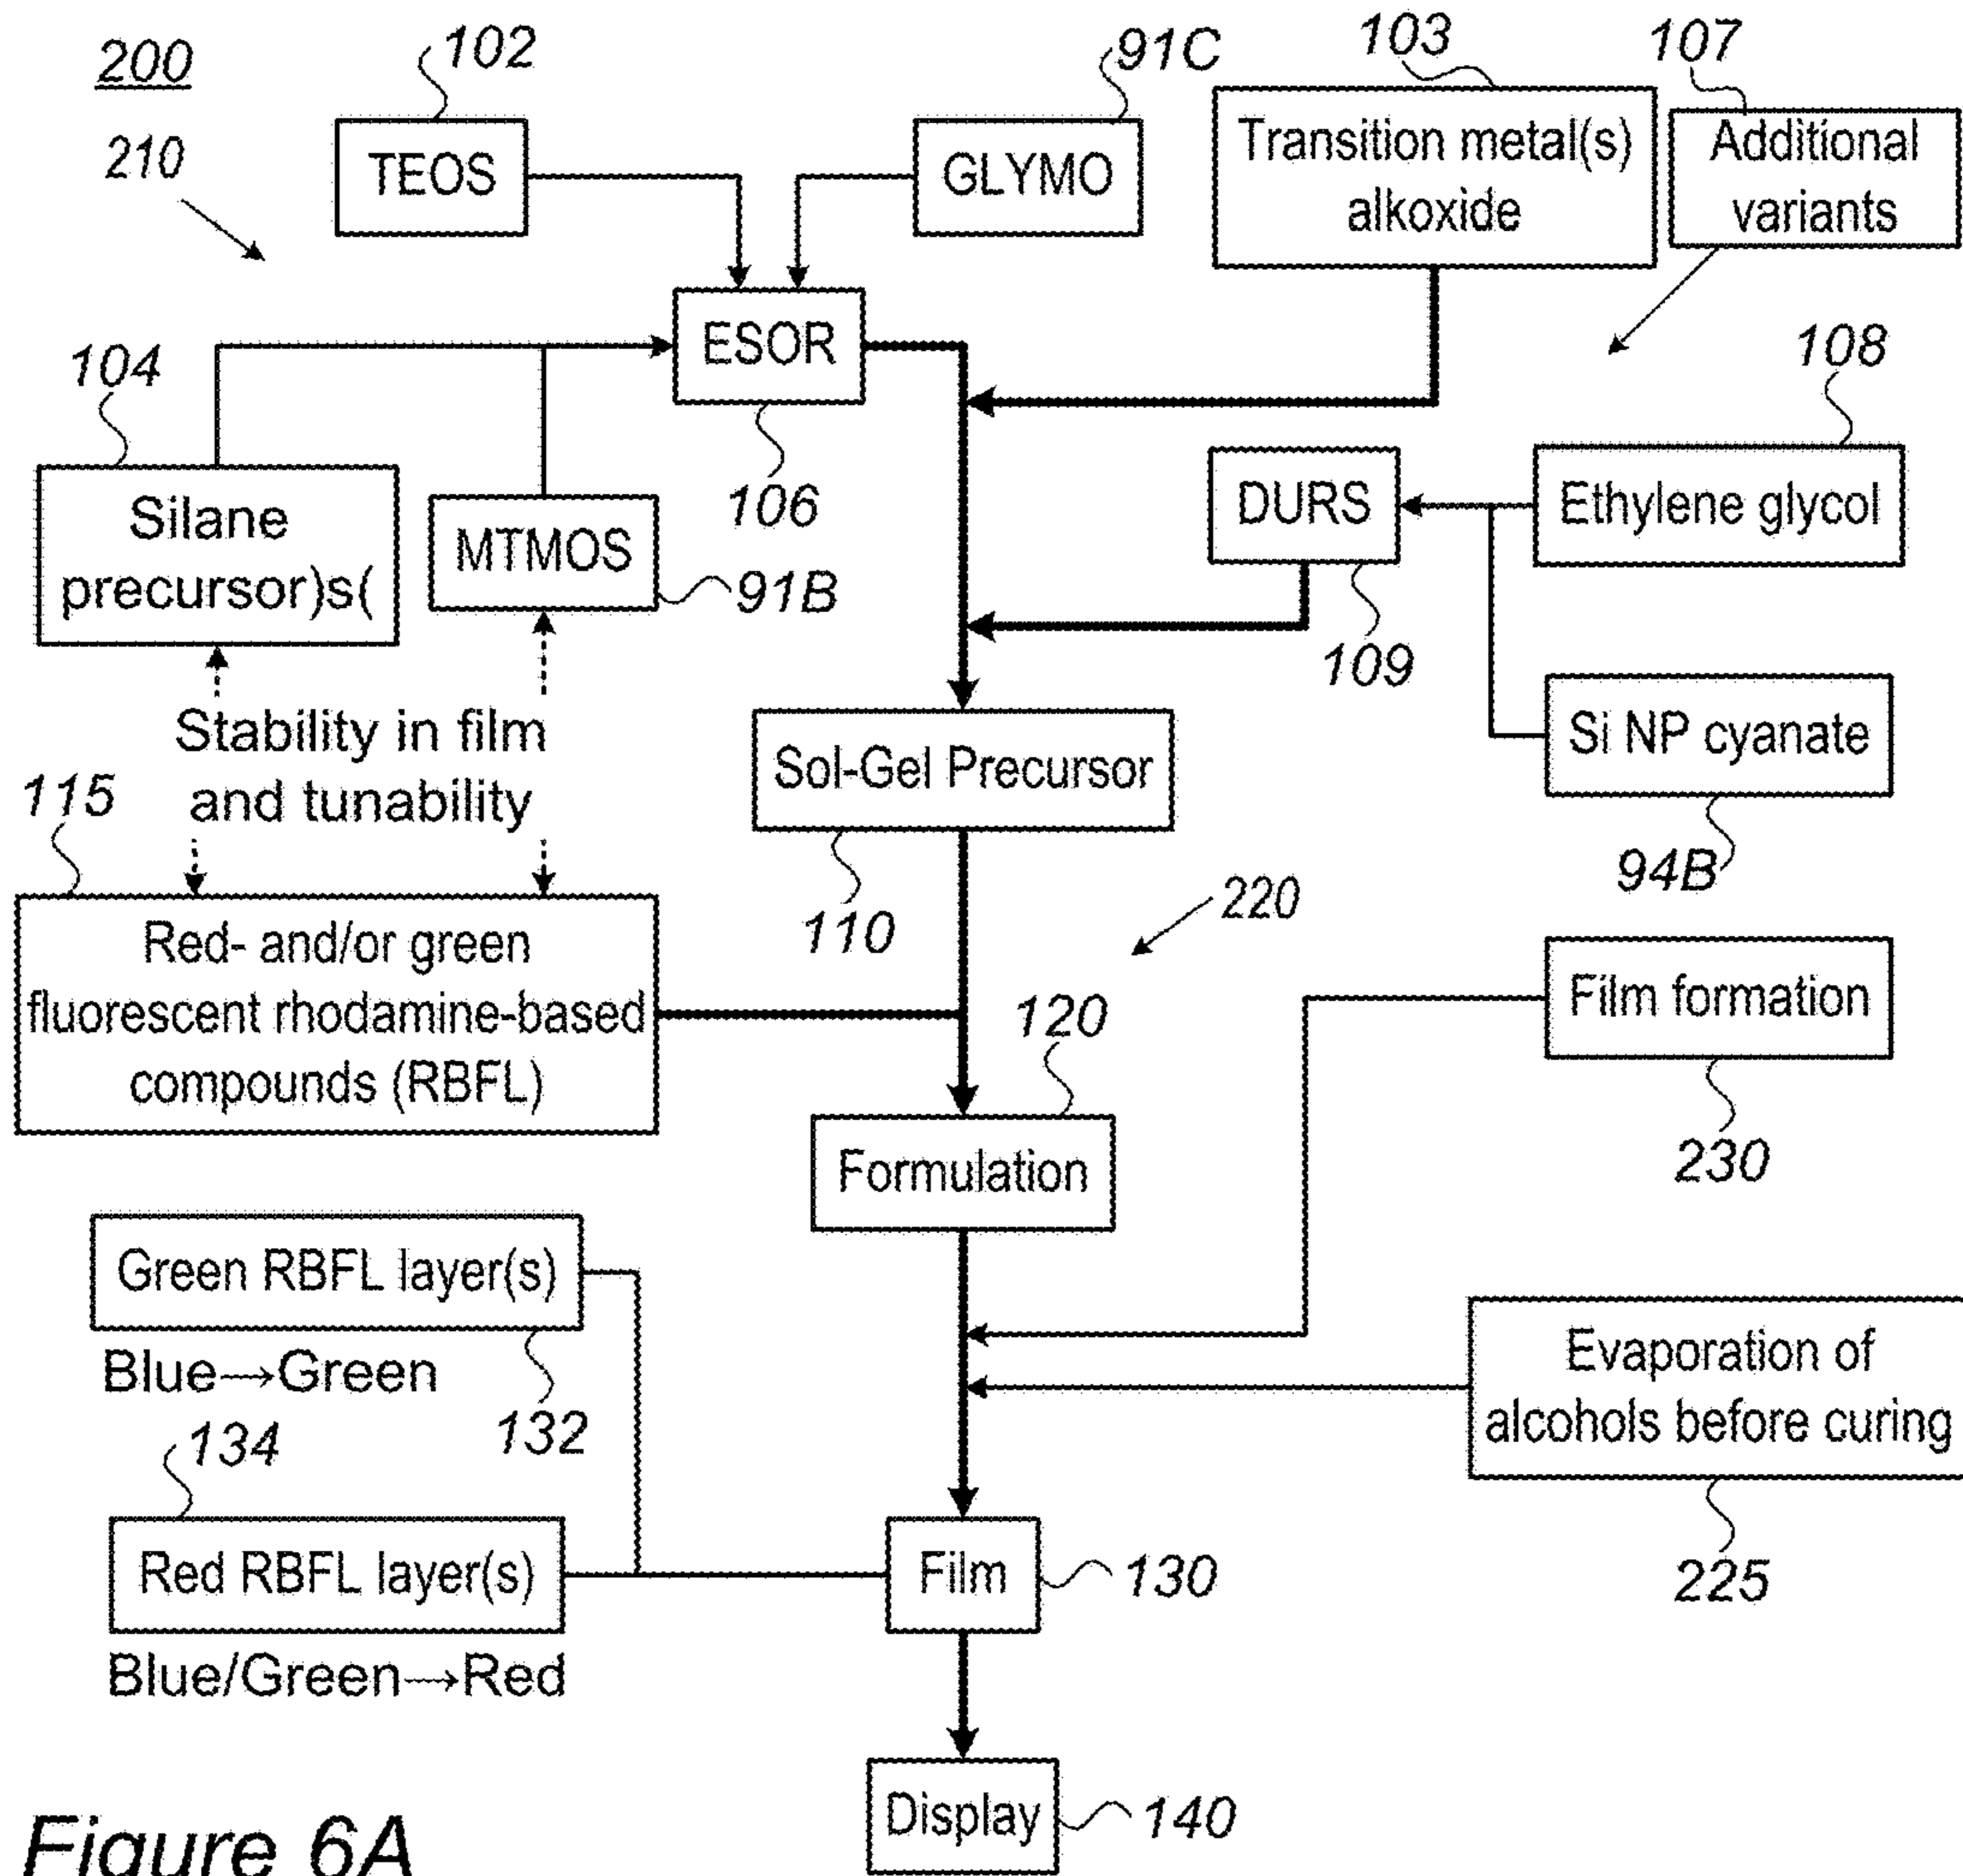 200
210
102
TEOS
91C
GLYMO
103
Transition metal(s)
alkoxide
107
Additional
variants
ESOR
106
104
Silane
precursor)s(
MTMOS
91B
108
Ethylene glycol
DURS
109
Si NP cyanate
94B
Stability in film
and tunability
Sol-Gel Precursor
110
115
Red- and/or green
fluorescent rhodamine-based
compounds (RBFL)
220
120
Formulation
Film formation
230
Green RBFL layer(s)
Blue→Green
132
Evaporation of
alcohols before curing
225
134
Red RBFL layer(s)
Blue/Green→Red
Film
130
Display
140
Figure 6A